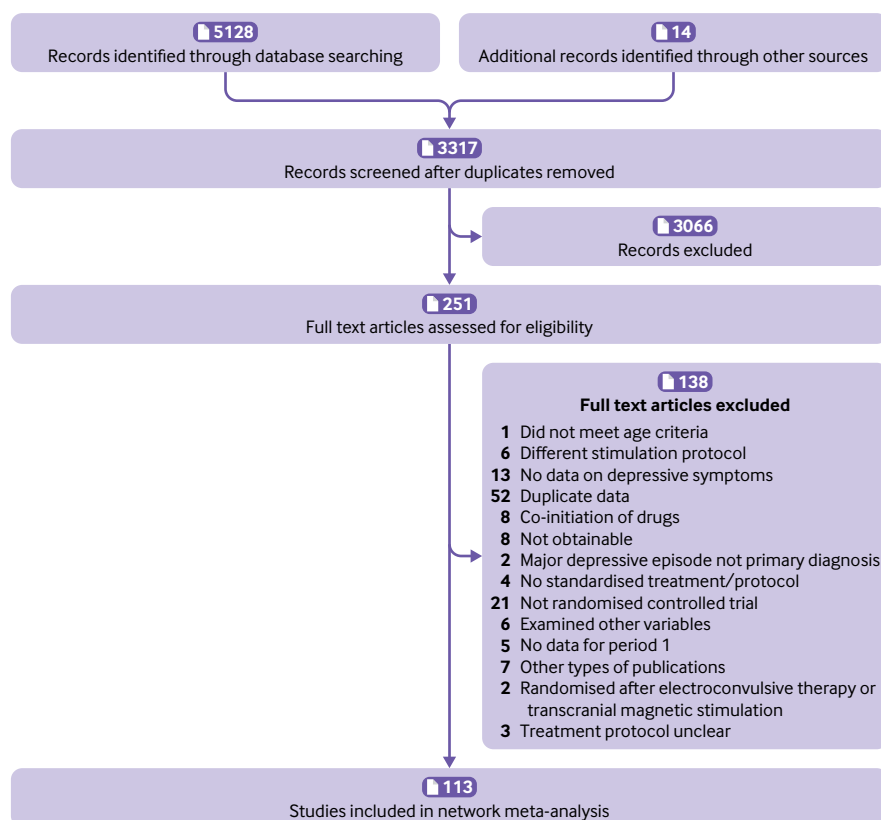 5128
Records identified through database searching
14
Additional records identified through other sources
3317
Records screened after duplicates removed
3066
Records excluded
251
Full text articles assessed for eligibility
138
Full text articles excluded
1 Did not meet age criteria
6 Different stimulation protocol
13 No data on depressive symptoms
52 Duplicate data
8 Co-initiation of drugs
8 Not obtainable
2 Major depressive episode not primary diagnosis
4 No standardised treatment/protocol
21 Not randomised controlled trial
6 Examined other variables
5 No data for period 1
7 Other types of publications
2 Randomised after electroconvulsive therapy or
transcranial magnetic stimulation
3 Treatment protocol unclear
113
Studies included in network meta-analysis